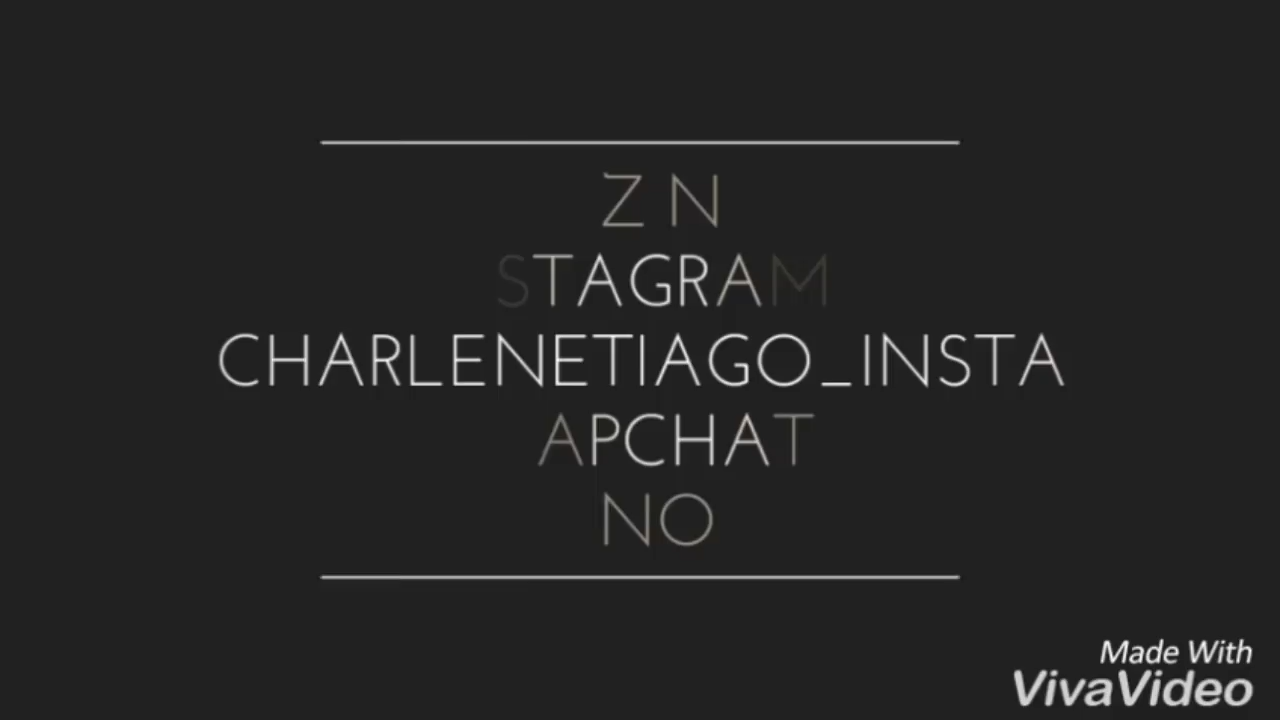 Z N
STAGRAM
CHARLENETIAGO_INSTA
APCHAT
NO
Made With
VivaVideo